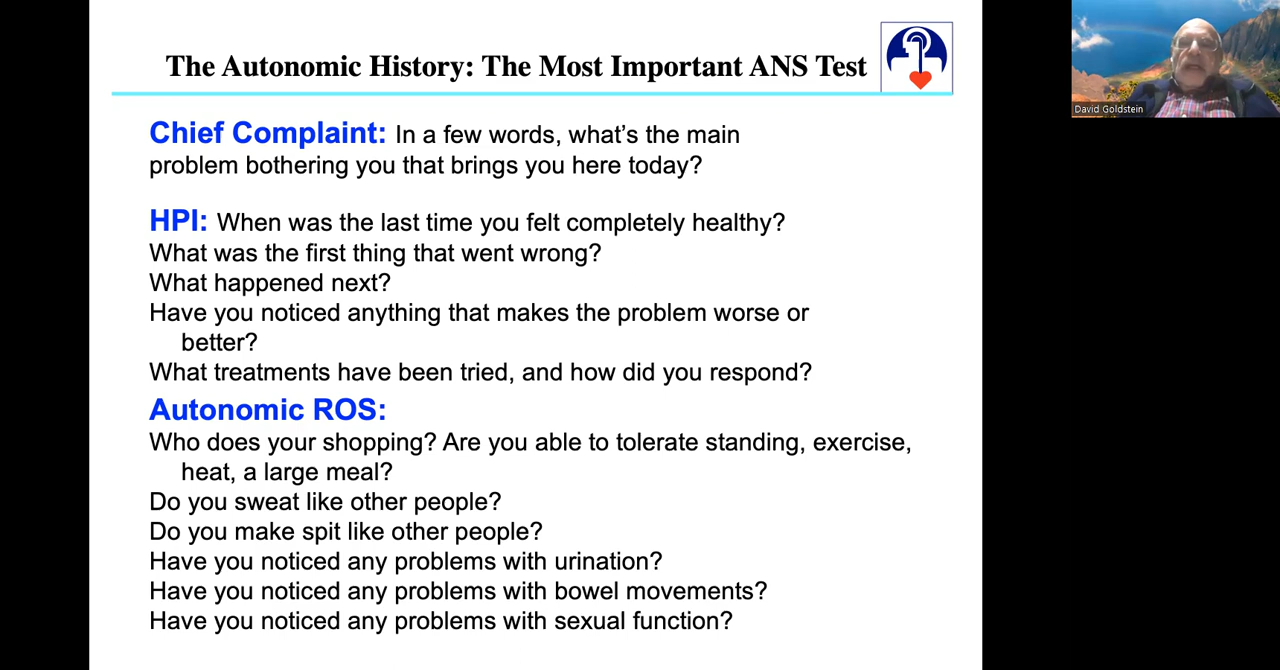 The Autonomic History: The Most Important ANS Test
Chief Complaint: In a few words, what's the main
problem bothering you that brings you here today?
HPI: When was the last time you felt completely healthy?
What was the first thing that went wrong?
What happened next?
Have you noticed anything that makes the problem worse or
better?
What treatments have been tried, and how did you respond?
Autonomic ROS:
Who does your shopping? Are you able to tolerate standing, exercise,
heat, a large meal?
Do you sweat like other people?
Do you make spit like other people?
Have you noticed any problems with urination?
Have you noticed any problems with bowel movements?
Have you noticed any problems with sexual function?
David Goldstein